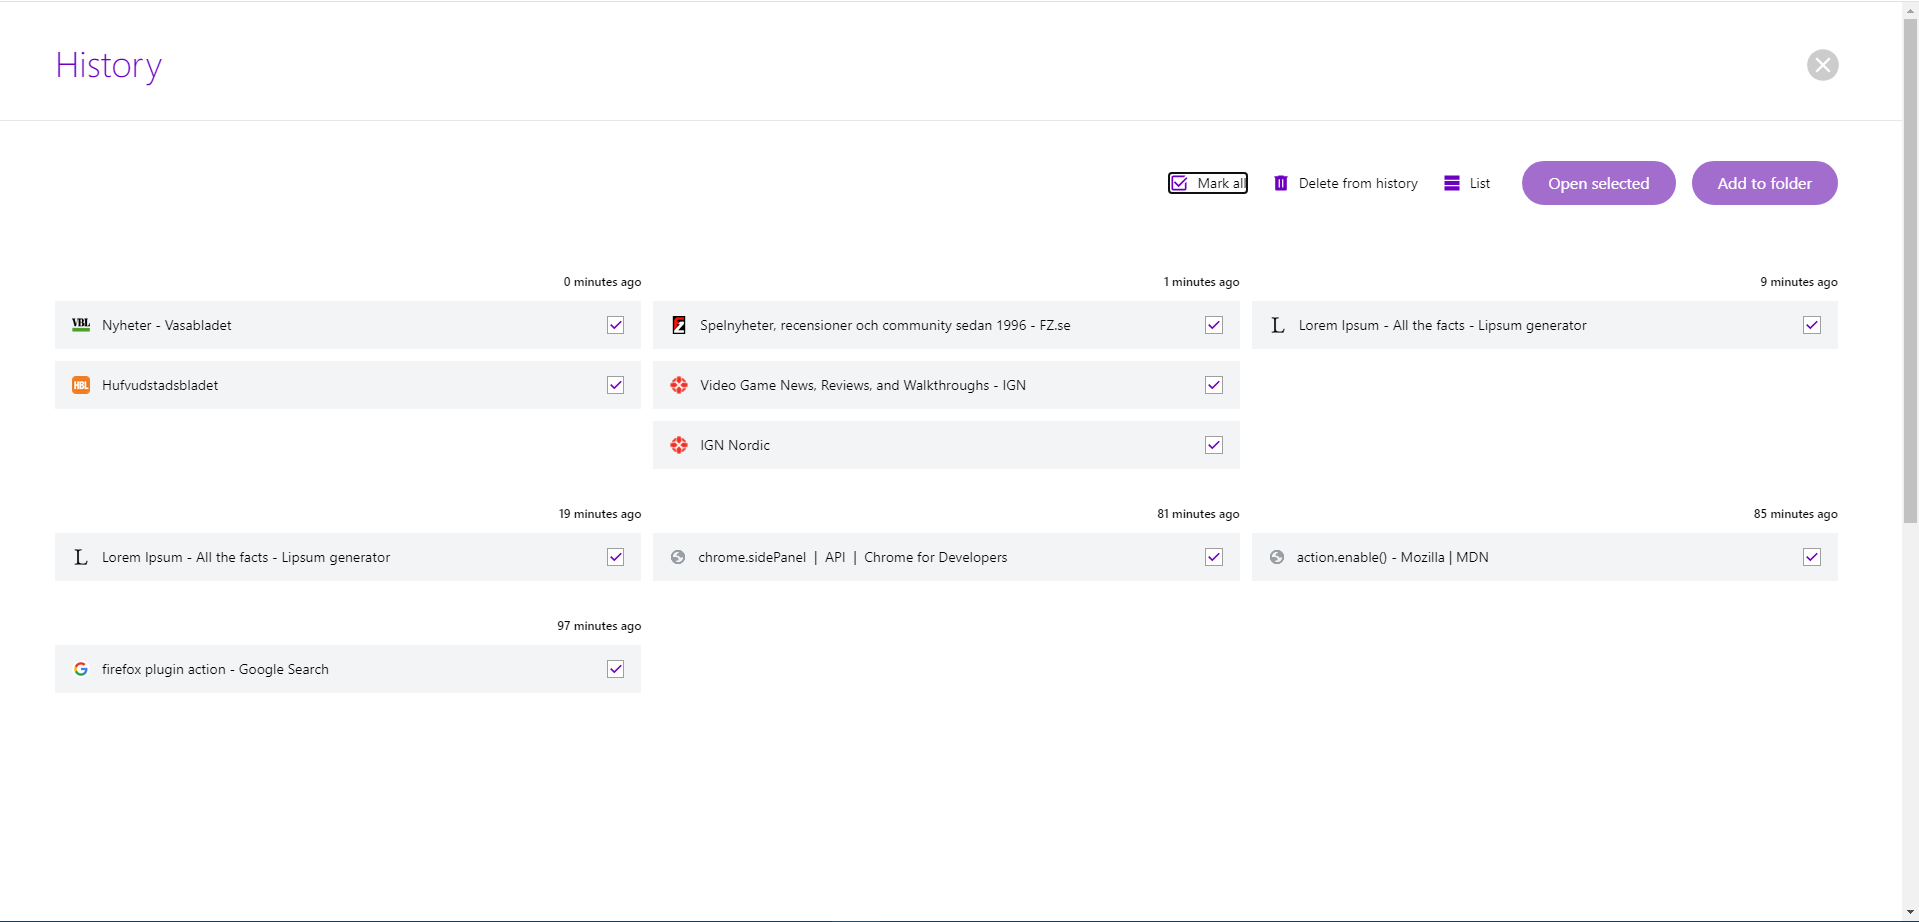 History
Mark all
Delete from history
List
Open selected
Add to folder
0 minutes ago
VBL Nyheter - Vasabladet
HBL Hufvudstadsbladet
1 minutes ago
Spelnyheter, recensioner och community sedan 1996 - FZ.se
Video Game News, Reviews, and Walkthroughs - IGN
IGN Nordic
9 minutes ago
L Lorem Ipsum - All the facts - Lipsum generator
19 minutes ago
L Lorem Ipsum - All the facts - Lipsum generator
81 minutes ago
chrome.sidePanel | API | Chrome for Developers
85 minutes ago
action.enable() - Mozilla | MDN
97 minutes ago
G firefox plugin action - Google Search